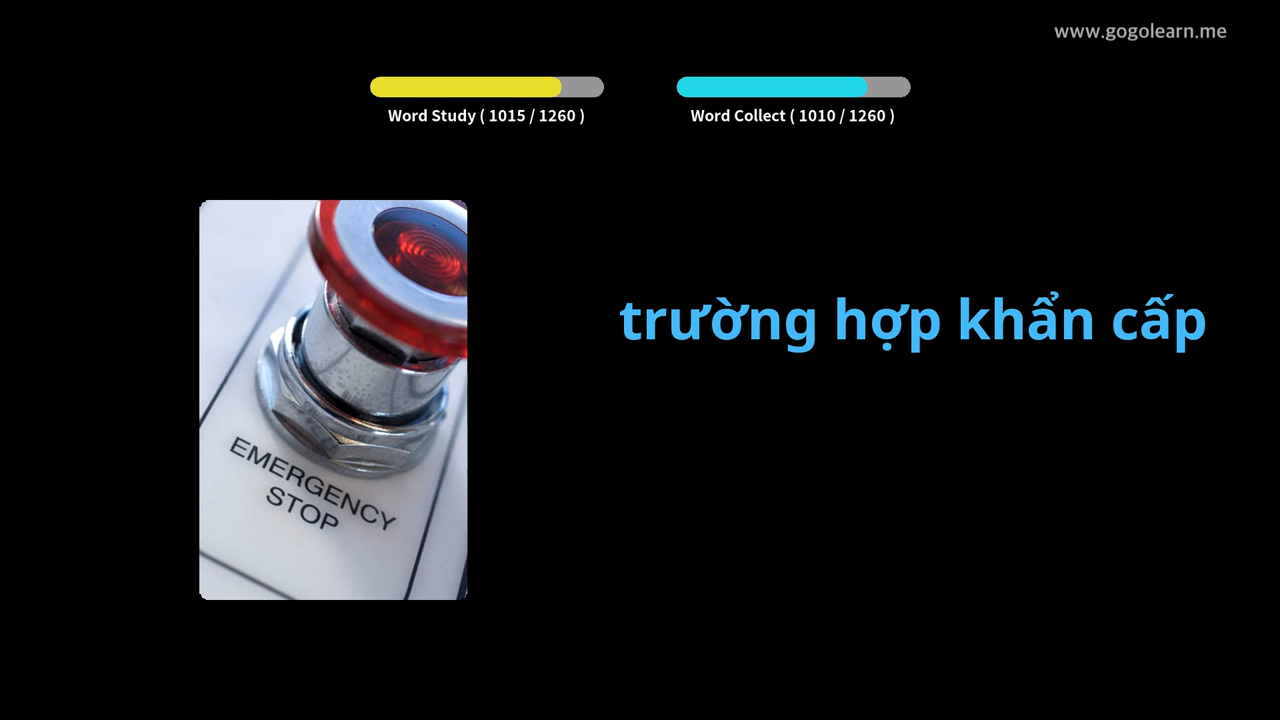 www.gogolearn.me
Word Study ( 1015 / 1260 )
Word Collect ( 1010 / 1260 )
trường hợp khẩn cấp
EMERGENCY
STOP